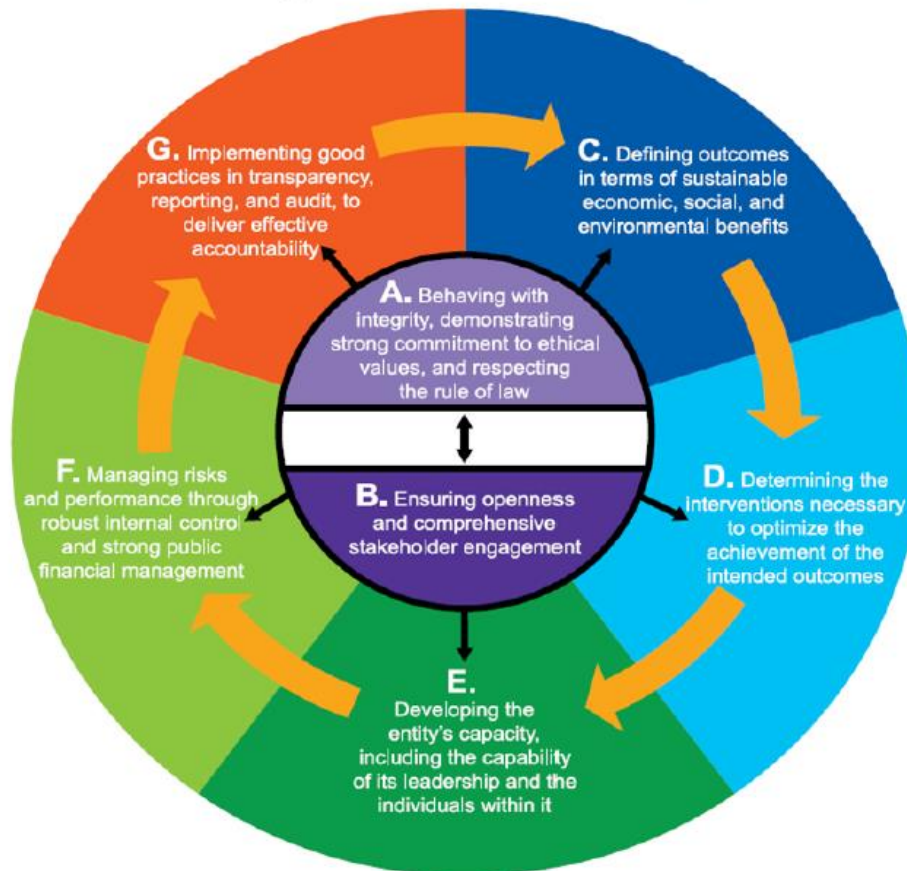 A. Behaving with
integrity, demonstrating
strong commitment to ethical
values, and respecting
the rule of law
B. Ensuring openness
and comprehensive
stakeholder engagement
C. Defining outcomes
in terms of sustainable
economic, social, and
environmental benefits
D. Determining the
interventions necessary
to optimize the
achievement of the
intended outcomes
E.
Developing the
entity's capacity,
including the capability
of its leadership and the
individuals within it
F. Managing risks
and performance through
robust internal control
and strong public
financial management
G. Implementing good
practices in transparency,
reporting, and audit, to
deliver effective
accountability